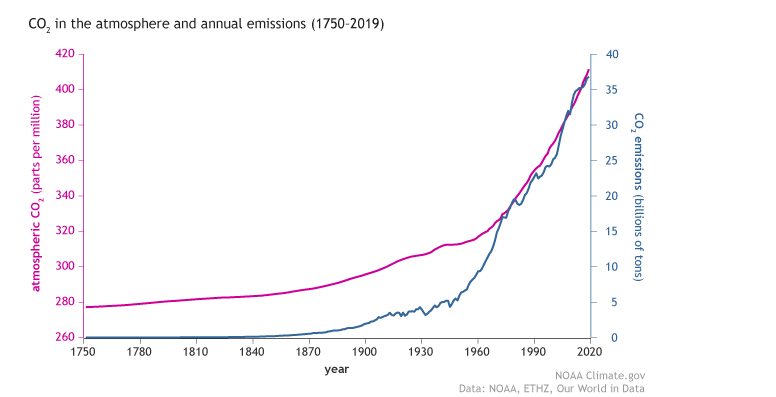 CO2 in the atmosphere and annual emissions (1750-2019)
atmospheric CO2 (parts per million)
420
400
380
360
340
320
300
280
260
40
35
30
25
20
15
10
5
0
CO2 emissions (billions of tons)
1750 1780 1810 1840 1870 1900 1930 1960 1990 2020
year
NOAA Climate.gov
Data: NOAA, ETHZ, Our World in Data